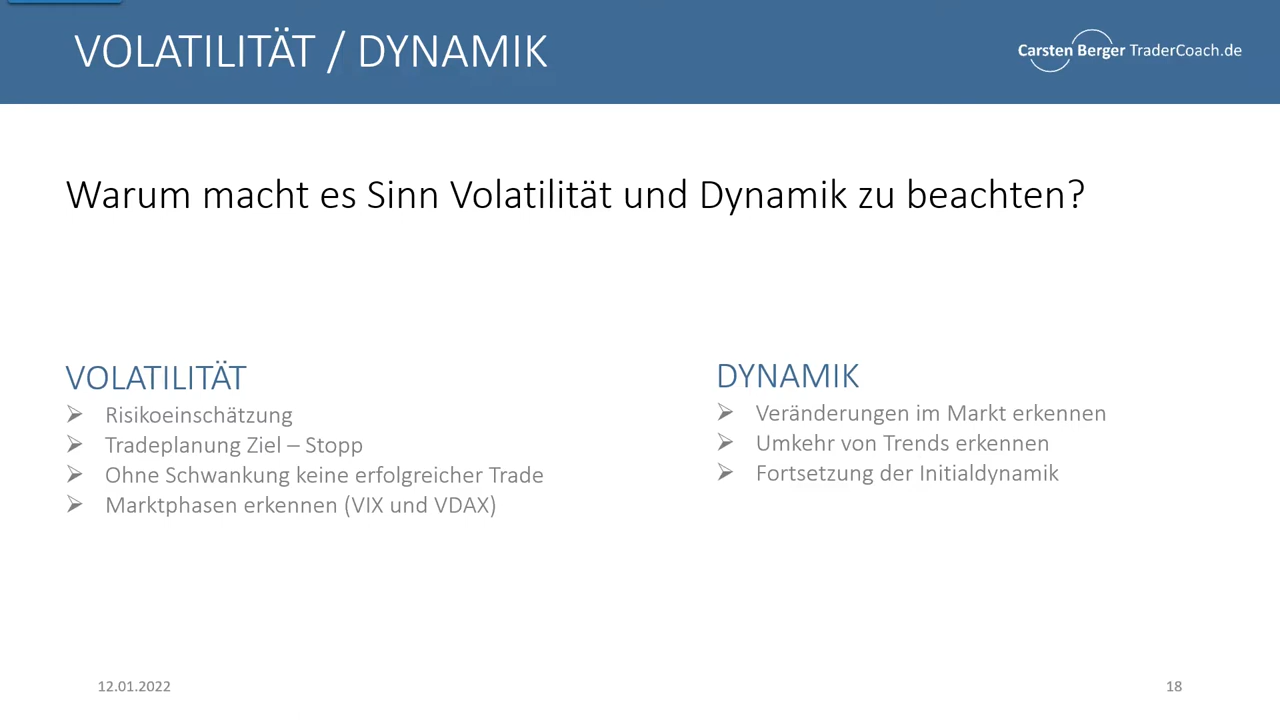 VOLATILITÄT / DYNAMIK
Carsten Berger TraderCoach.de
Warum macht es Sinn Volatilität und Dynamik zu beachten?
VOLATILITÄT
Risikoeinschätzung
Tradeplanung Ziel – Stopp
Ohne Schwankung keine erfolgreicher Trade
Marktphasen erkennen (VIX und VDAX)
DYNAMIK
Veränderungen im Markt erkennen
Umkehr von Trends erkennen
Fortsetzung der Initialdynamik
12.01.2022
18